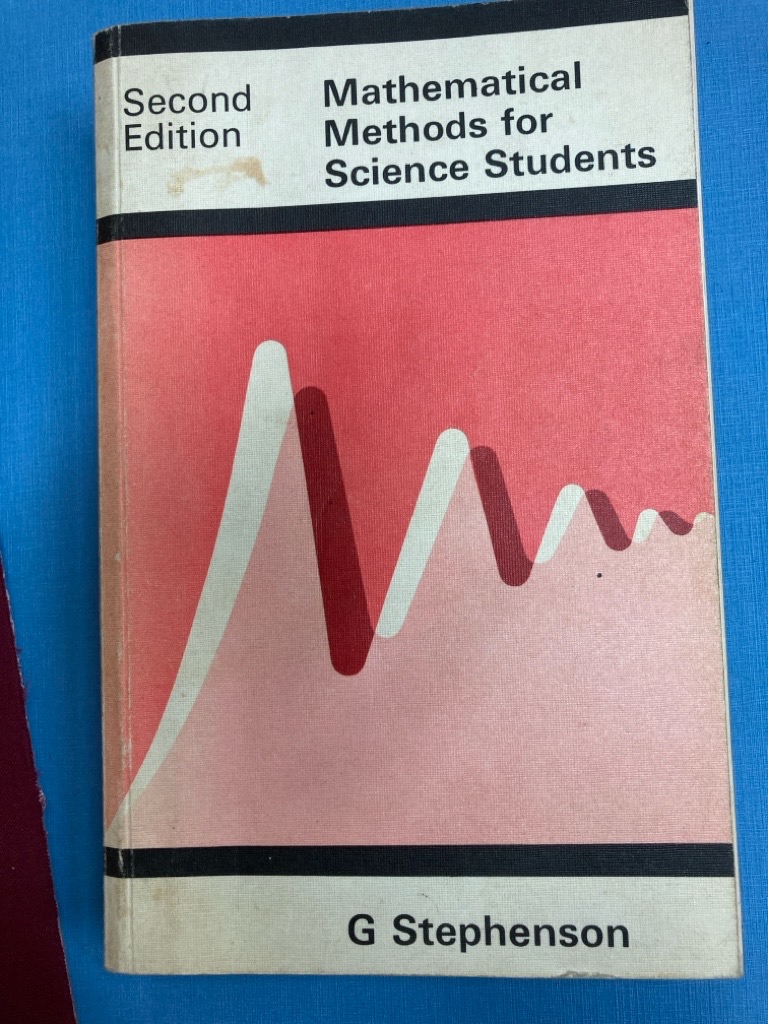 Second
Edition
Mathematical
Methods for
Science Students
G Stephenson